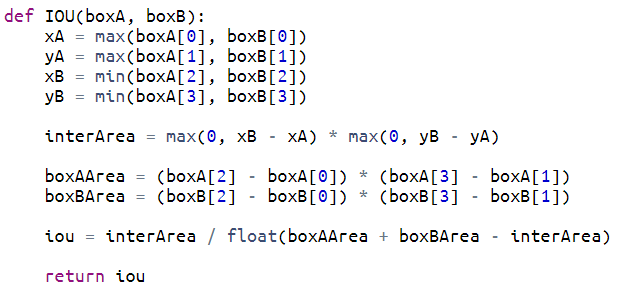 def IOU(boxA, boxB):
    xA = max(boxA[0], boxB[0])
    yA = max(boxA[1], boxB[1])
    xB = min(boxA[2], boxB[2])
    yB = min(boxA[3], boxB[3])

    interArea = max(0, xB - xA) * max(0, yB - yA)

    boxAArea = (boxA[2] - boxA[0]) * (boxA[3] - boxA[1])
    boxBArea = (boxB[2] - boxB[0]) * (boxB[3] - boxB[1])

    iou = interArea / float(boxAArea + boxBArea - interArea)

    return iou